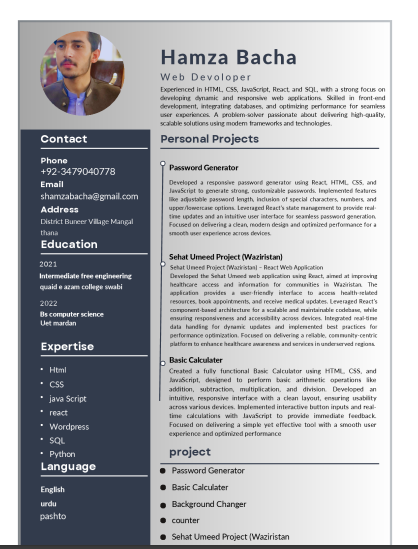 Hamza Bacha
Web Devoloper
Experienced in HTML, CSS, JavaScript, React, and SQL, with a strong focus on
developing dynamic and responsive web applications. Skilled in front-end
development, integrating databases, and optimizing performance for seamless
user experiences. A problem-solver passionate about delivering high-quality,
scalable solutions using modern frameworks and technologies.
Contact
Phone
+92-3479040778
Email
shamzabacha@gmail.com
Address
District Buneer Village Mangal
thana
Education
2021
Intermediate free engineering
quaid e azam college swabi
2022
Bs computer science
Uet mardan
Expertise
• Html
• CSS
• java Script
• react
• Wordpress
• SQL
• Python
Language
English
urdu
pashto
Personal Projects
Password Generator
Developed a responsive password generator using React, HTML, CSS, and
JavaScript to generate strong, customizable passwords. Implemented features
like adjustable password length, inclusion of special characters, numbers, and
upper/lowercase options. Leveraged React's state management to provide real-
time updates and an intuitive user interface for seamless password generation.
Focused on delivering a clean, modern design and optimized performance for a
smooth user experience across devices.
Sehat Umeed Project (Waziristan)
Sehat Umeed Project (Waziristan) – React Web Application
Developed the Sehat Umeed web application using React, aimed at improving
healthcare access and information for communities in Waziristan. The
application provides a user-friendly interface to access health-related
resources, book appointments, and receive medical updates. Leveraged React's
component-based architecture for a scalable and maintainable codebase, while
ensuring responsiveness and accessibility across devices. Integrated real-time
data handling for dynamic updates and implemented best practices for
performance optimization. Focused on delivering a reliable, community-centric
platform to enhance healthcare awareness and services in underserved regions.
Basic Calculater
Created a fully functional Basic Calculator using HTML, CSS, and
JavaScript, designed to perform basic arithmetic operations like
addition, subtraction, multiplication, and division. Developed an
intuitive, responsive interface with a clean layout, ensuring usability
across various devices. Implemented interactive button inputs and real-
time calculations with JavaScript to provide immediate feedback.
Focused on delivering a simple yet effective tool with a smooth user
experience and optimized performance
project
• Password Generator
• Basic Calculater
• Background Changer
• counter
• Sehat Umeed Project (Waziristan